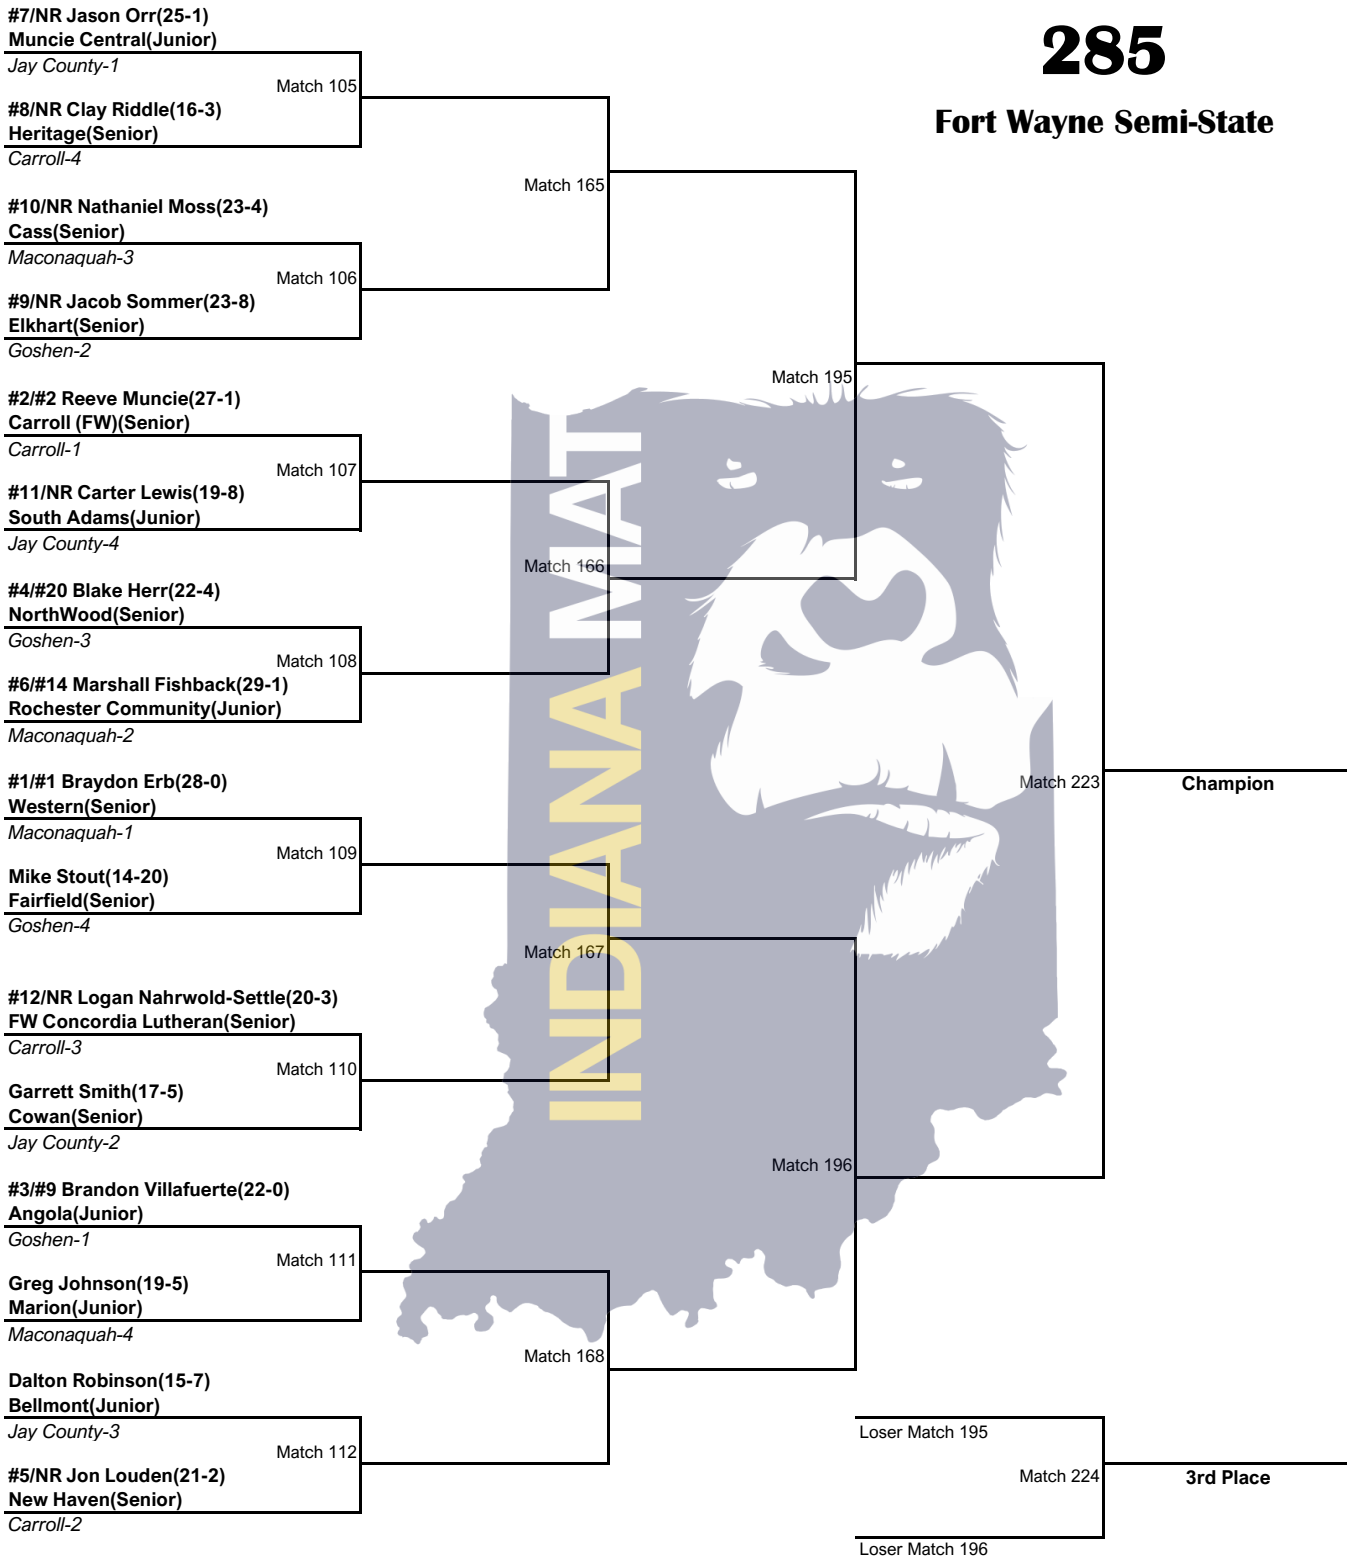 285
Fort Wayne Semi-State
#7/NR Jason Orr(25-1)
Muncie Central(Junior)
Jay County-1
Match 105
#8/NR Clay Riddle(16-3)
Heritage(Senior)
Carroll-4
Match 165
#10/NR Nathaniel Moss(23-4)
Cass(Senior)
Maconaquah-3
Match 106
#9/NR Jacob Sommer(23-8)
Elkhart(Senior)
Goshen-2
Match 195
#2/#2 Reeve Muncie(27-1)
Carroll (FW)(Senior)
Carroll-1
Match 107
#11/NR Carter Lewis(19-8)
South Adams(Junior)
Jay County-4
Match 166
#4/#20 Blake Herr(22-4)
NorthWood(Senior)
Goshen-3
Match 108
#6/#14 Marshall Fishback(29-1)
Rochester Community(Junior)
Maconaquah-2
Match 223
Champion
#1/#1 Braydon Erb(28-0)
Western(Senior)
Maconaquah-1
Match 109
Mike Stout(14-20)
Fairfield(Senior)
Goshen-4
Match 167
#12/NR Logan Nahrwold-Settle(20-3)
FW Concordia Lutheran(Senior)
Carroll-3
Match 110
Garrett Smith(17-5)
Cowan(Senior)
Jay County-2
Match 196
#3/#9 Brandon Villafuerte(22-0)
Angola(Junior)
Goshen-1
Match 111
Greg Johnson(19-5)
Marion(Junior)
Maconaquah-4
Match 168
Dalton Robinson(15-7)
Bellmont(Junior)
Jay County-3
Match 112
#5/NR Jon Louden(21-2)
New Haven(Senior)
Carroll-2
Loser Match 195
Match 224
3rd Place
Loser Match 196
INDIANA MAT